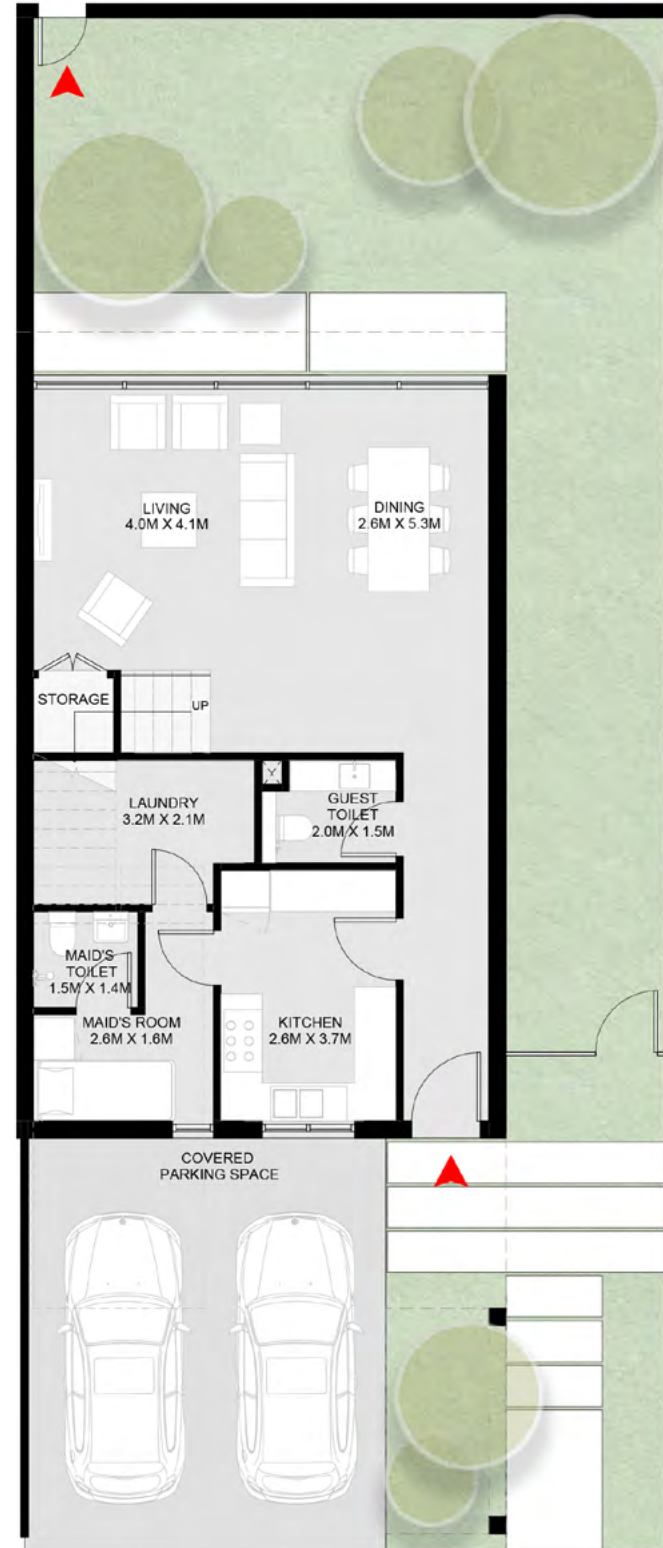 LIVING
4.0M X 4.1M
DINING
2.6M X 5.3M
STORAGE
UP
LAUNDRY
3.2M X 2.1M
GUEST
TOILET
2.0M X 1.5M
MAID'S
TOILET
1.5M X 1.4M
MAID'S ROOM
2.6M X 1.6M
KITCHEN
2.6M X 3.7M
COVERED
PARKING SPACE